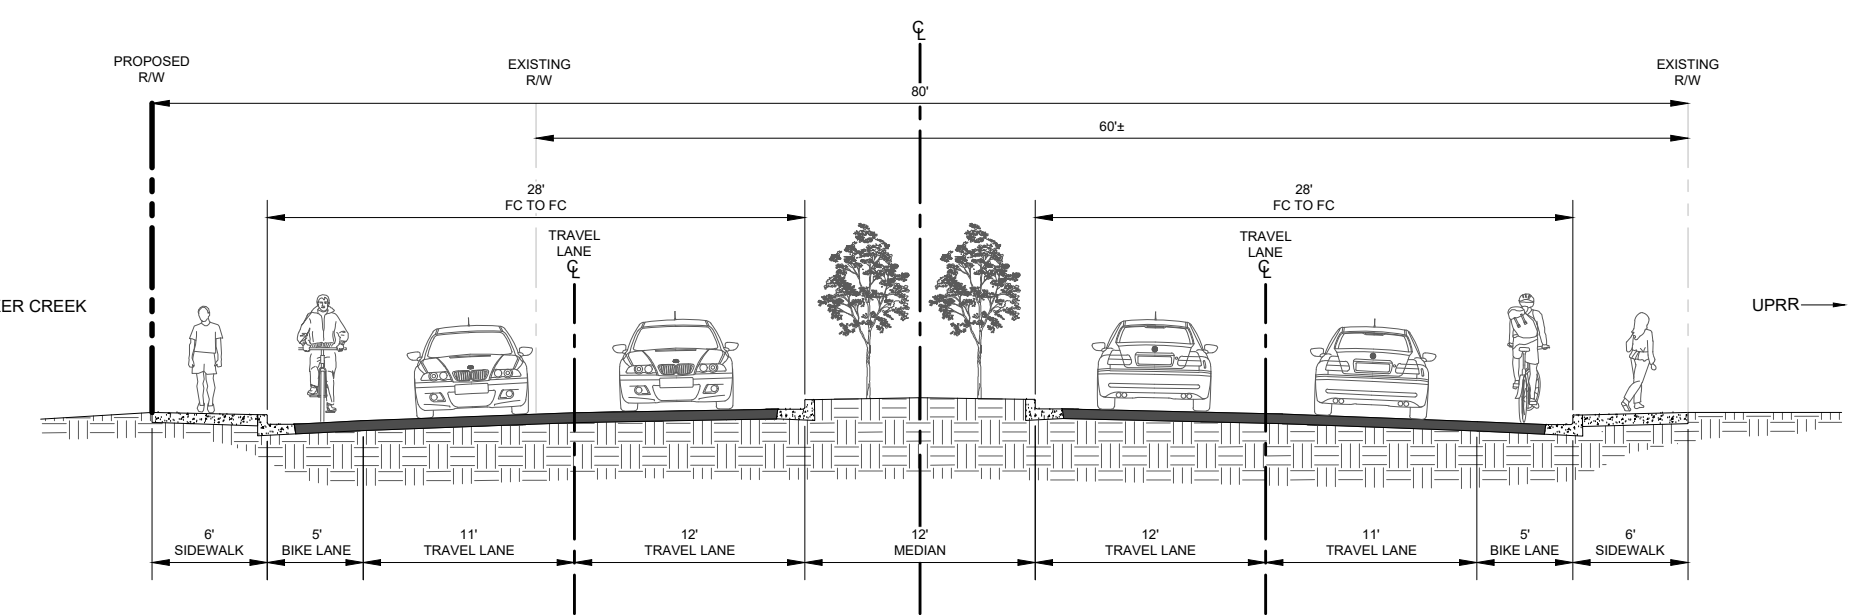 ℄
PROPOSED
R/W
EXISTING
R/W
EXISTING
R/W
80'
60'±
28'
FC TO FC
28'
FC TO FC
TRAVEL
LANE
℄
TRAVEL
LANE
℄
ER CREEK
UPRR
6'
SIDEWALK
5'
BIKE LANE
11'
TRAVEL LANE
12'
TRAVEL LANE
12'
MEDIAN
12'
TRAVEL LANE
11'
TRAVEL LANE
5'
BIKE LANE
6'
SIDEWALK